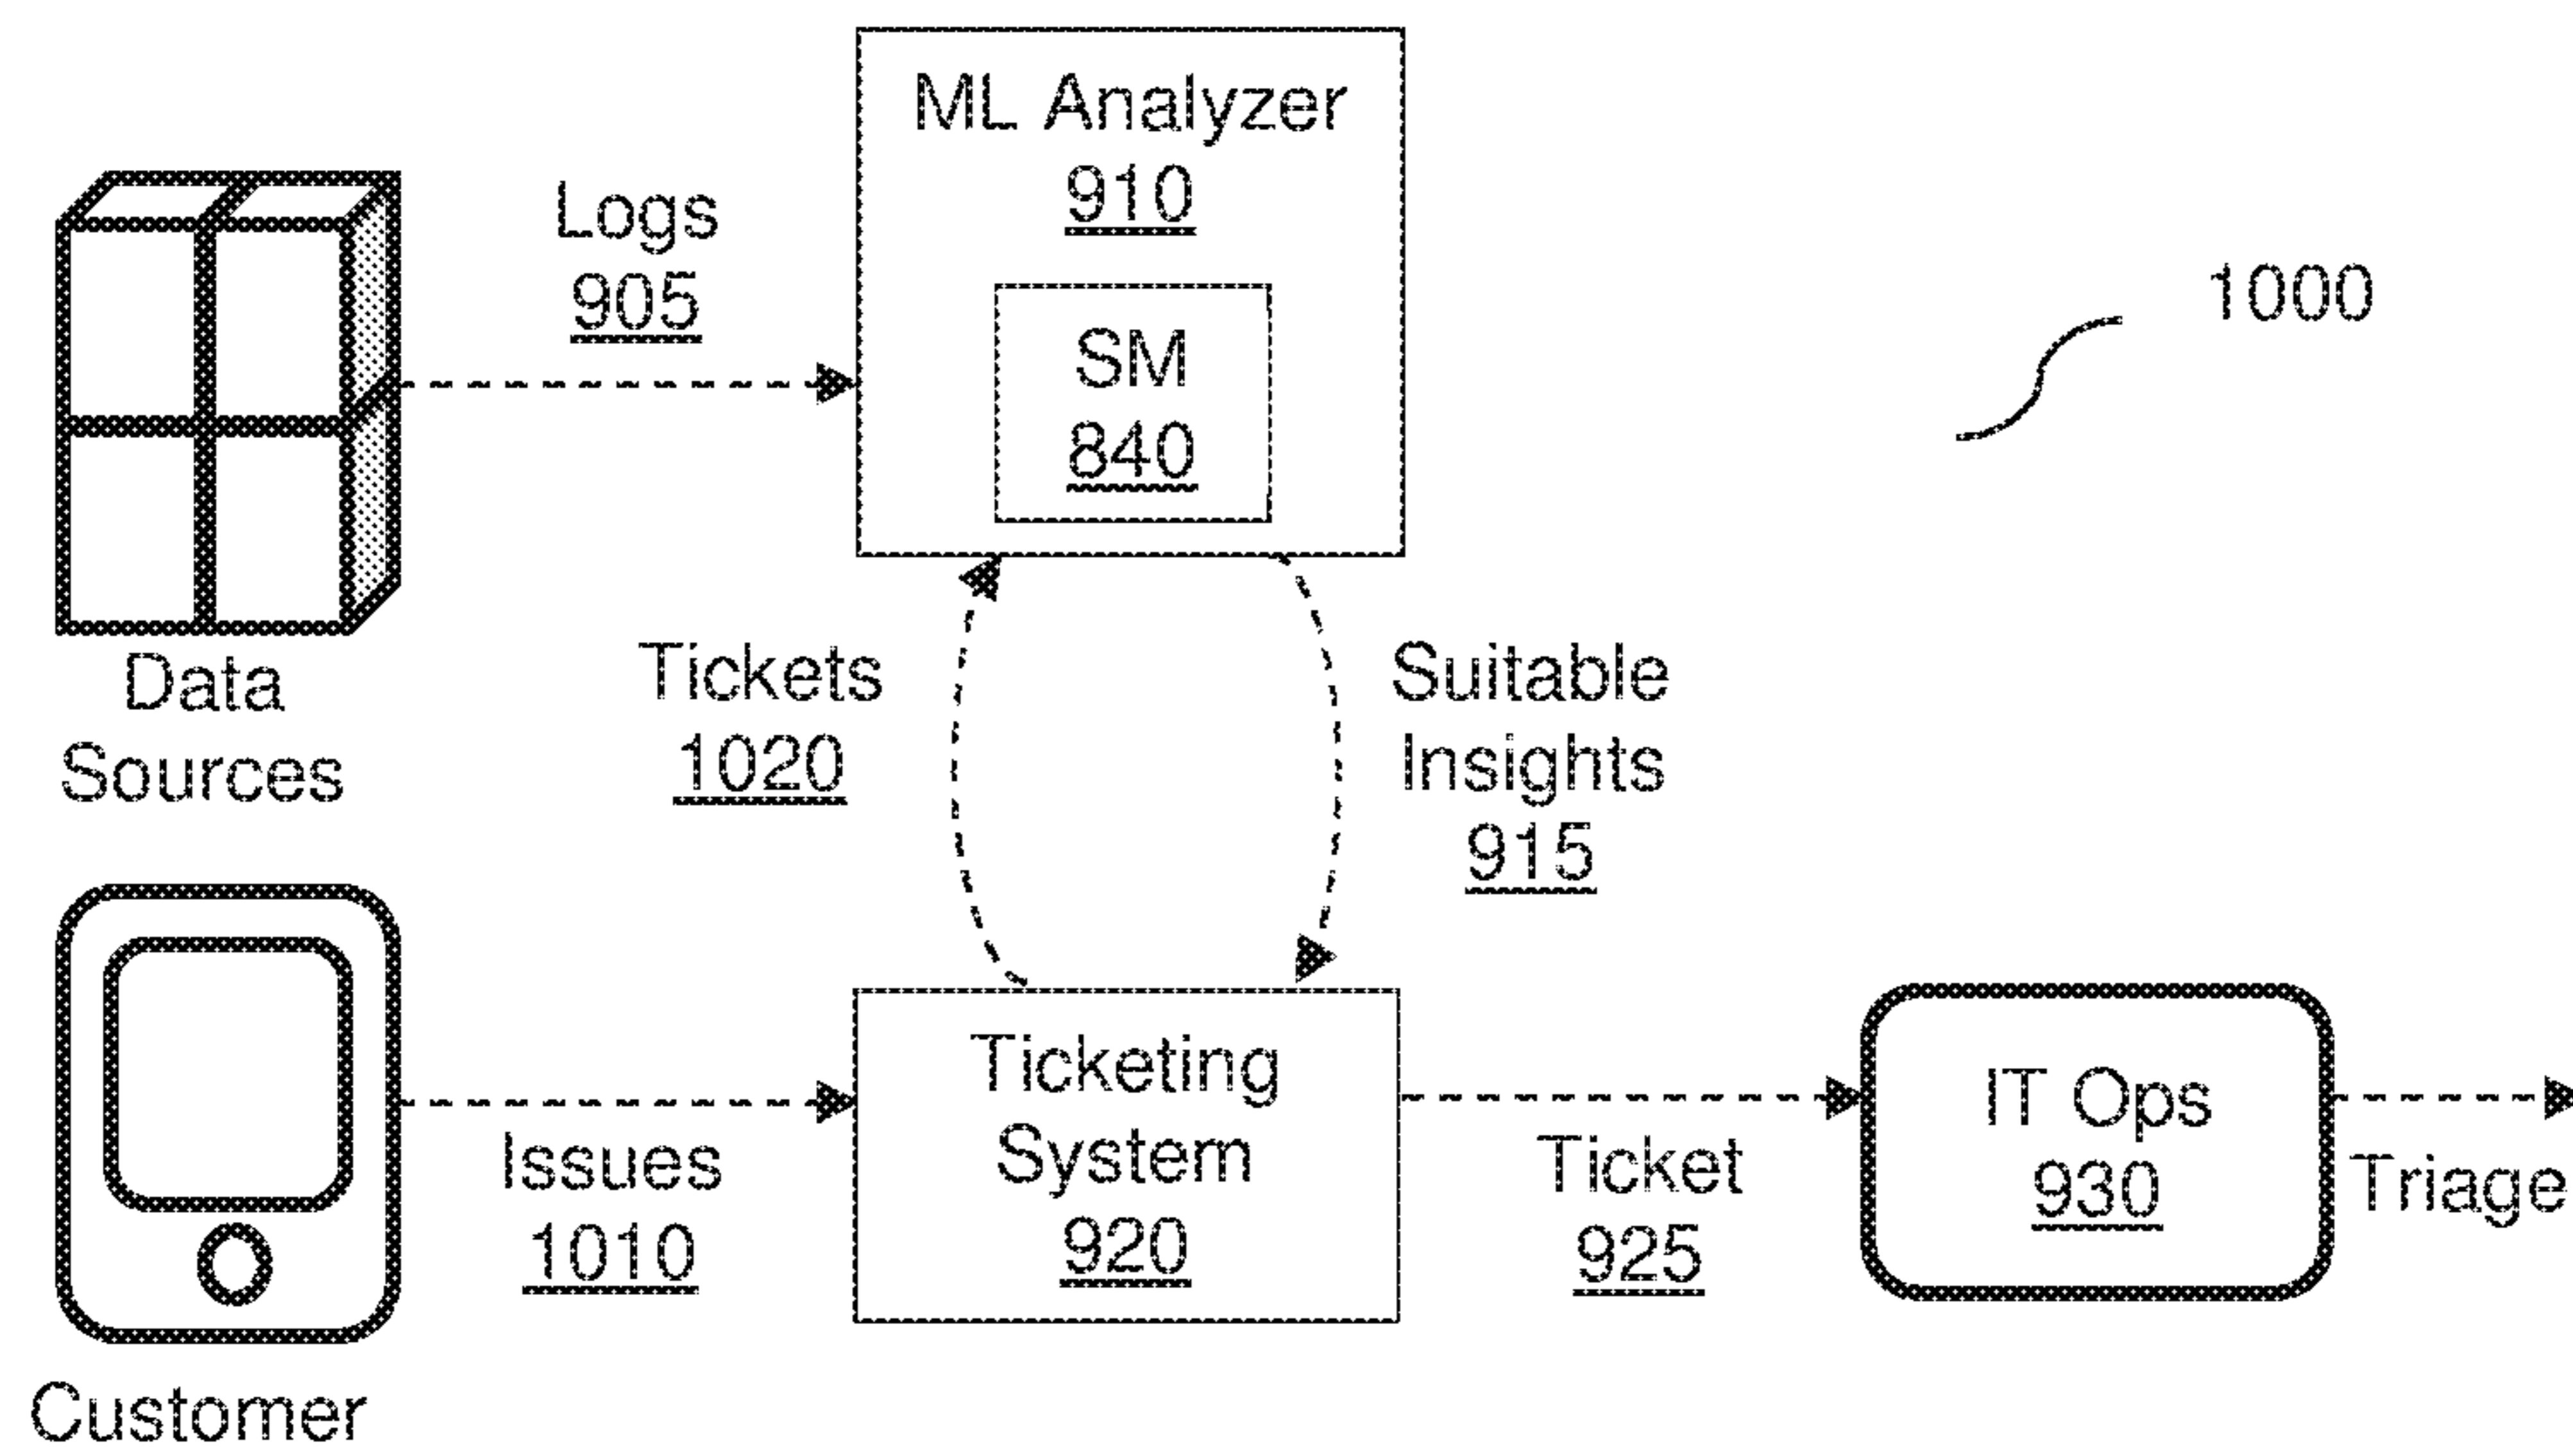 ML Analyzer
910
SM
840
Logs
905
1000
Data
Sources
Tickets
1020
Suitable
Insights
915
Customer
Issues
1010
Ticketing
System
920
Ticket
925
IT Ops
930
Triage